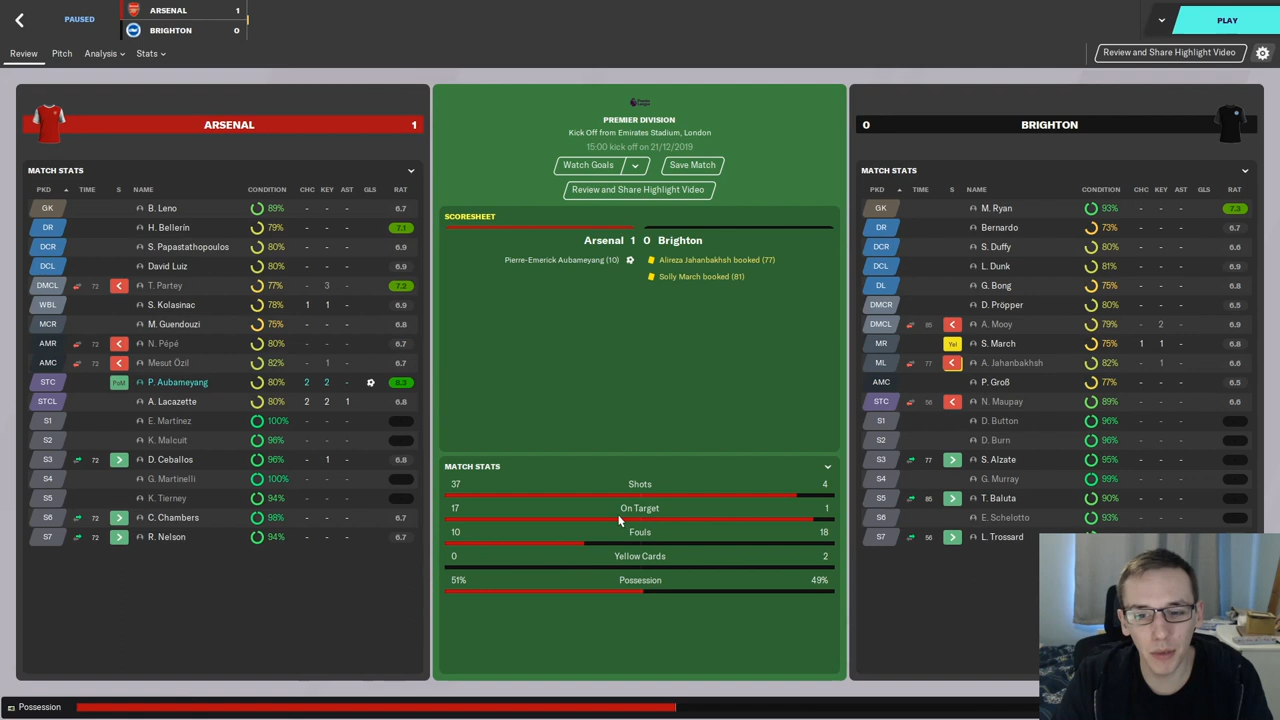 PAUSED
ARSENAL 1
BRIGHTON 0
PLAY
Review Pitch Analysis Stats
Review and Share Highlight Video
ARSENAL 1
MATCH STATS
PKD TIME S NAME CONDITION CHC KEY AST GLS RAT
GK B. Leno 89% - - - 6.7
DR H. Bellerín 79% - - - 7.1
DCR S. Papastathopoulos 80% - - - 6.9
DCL David Luiz 80% - - - 6.9
DMCL 72 T. Partey 77% - 3 - 7.2
WBL S. Kolasinac 78% 1 1 - 6.9
MCR M. Guendouzi 75% - - - 6.8
AMR 72 N. Pépé 80% - - - 6.7
AMC 72 Mesut Özil 82% - 1 - 6.7
STC PoM P. Aubameyang 80% 2 2 - 8.3
STCL A. Lacazette 80% 2 2 1 6.8
S1 E. Martinez 100%
S2 K. Malcuit 96%
S3 72 D. Ceballos 96% - 1 - 6.8
S4 G. Martinelli 100%
S5 K. Tierney 94%
S6 72 C. Chambers 98% - - - 6.7
S7 72 R. Nelson 94% - - - 6.7
PREMIER DIVISION
Kick Off from Emirates Stadium, London
15:00 kick off on 21/12/2019
Watch Goals Save Match
Review and Share Highlight Video
SCORESHEET
Arsenal 1 0 Brighton
Pierre-Emerick Aubameyang (10) Alireza Jahanbakhsh booked (77)
Solly March booked (81)
MATCH STATS
37 Shots 4
17 On Target 1
10 Fouls 18
0 Yellow Cards 2
51% Possession 49%
0 BRIGHTON
MATCH STATS
PKD TIME S NAME CONDITION CHC KEY AST GLS RAT
GK M. Ryan 93% - - - 7.3
DR Bernardo 73% - - - 6.7
DCR S. Duffy 80% - - - 6.6
DCL L. Dunk 81% - - - 6.9
DL G. Bong 75% - - - 6.6
DMCR D. Pröpper 80% - - - 6.5
DMCL 85 A. Mooy 79% - 2 - 6.9
MR Yel S. March 75% 1 1 - 6.8
ML 77 A. Jahanbakhsh 82% - 1 - 6.6
AMC P. Groß 77% - - - 6.5
STC 56 N. Maupay 89% - - - 6.6
S1 D. Button 96%
S2 D. Burn 96%
S3 77 S. Alzate 95% - - -
S4 G. Murray 99%
S5 85 T. Baluta 90% - - -
S6 E. Schelotto 93%
S7 56 L. Trossard
Possession